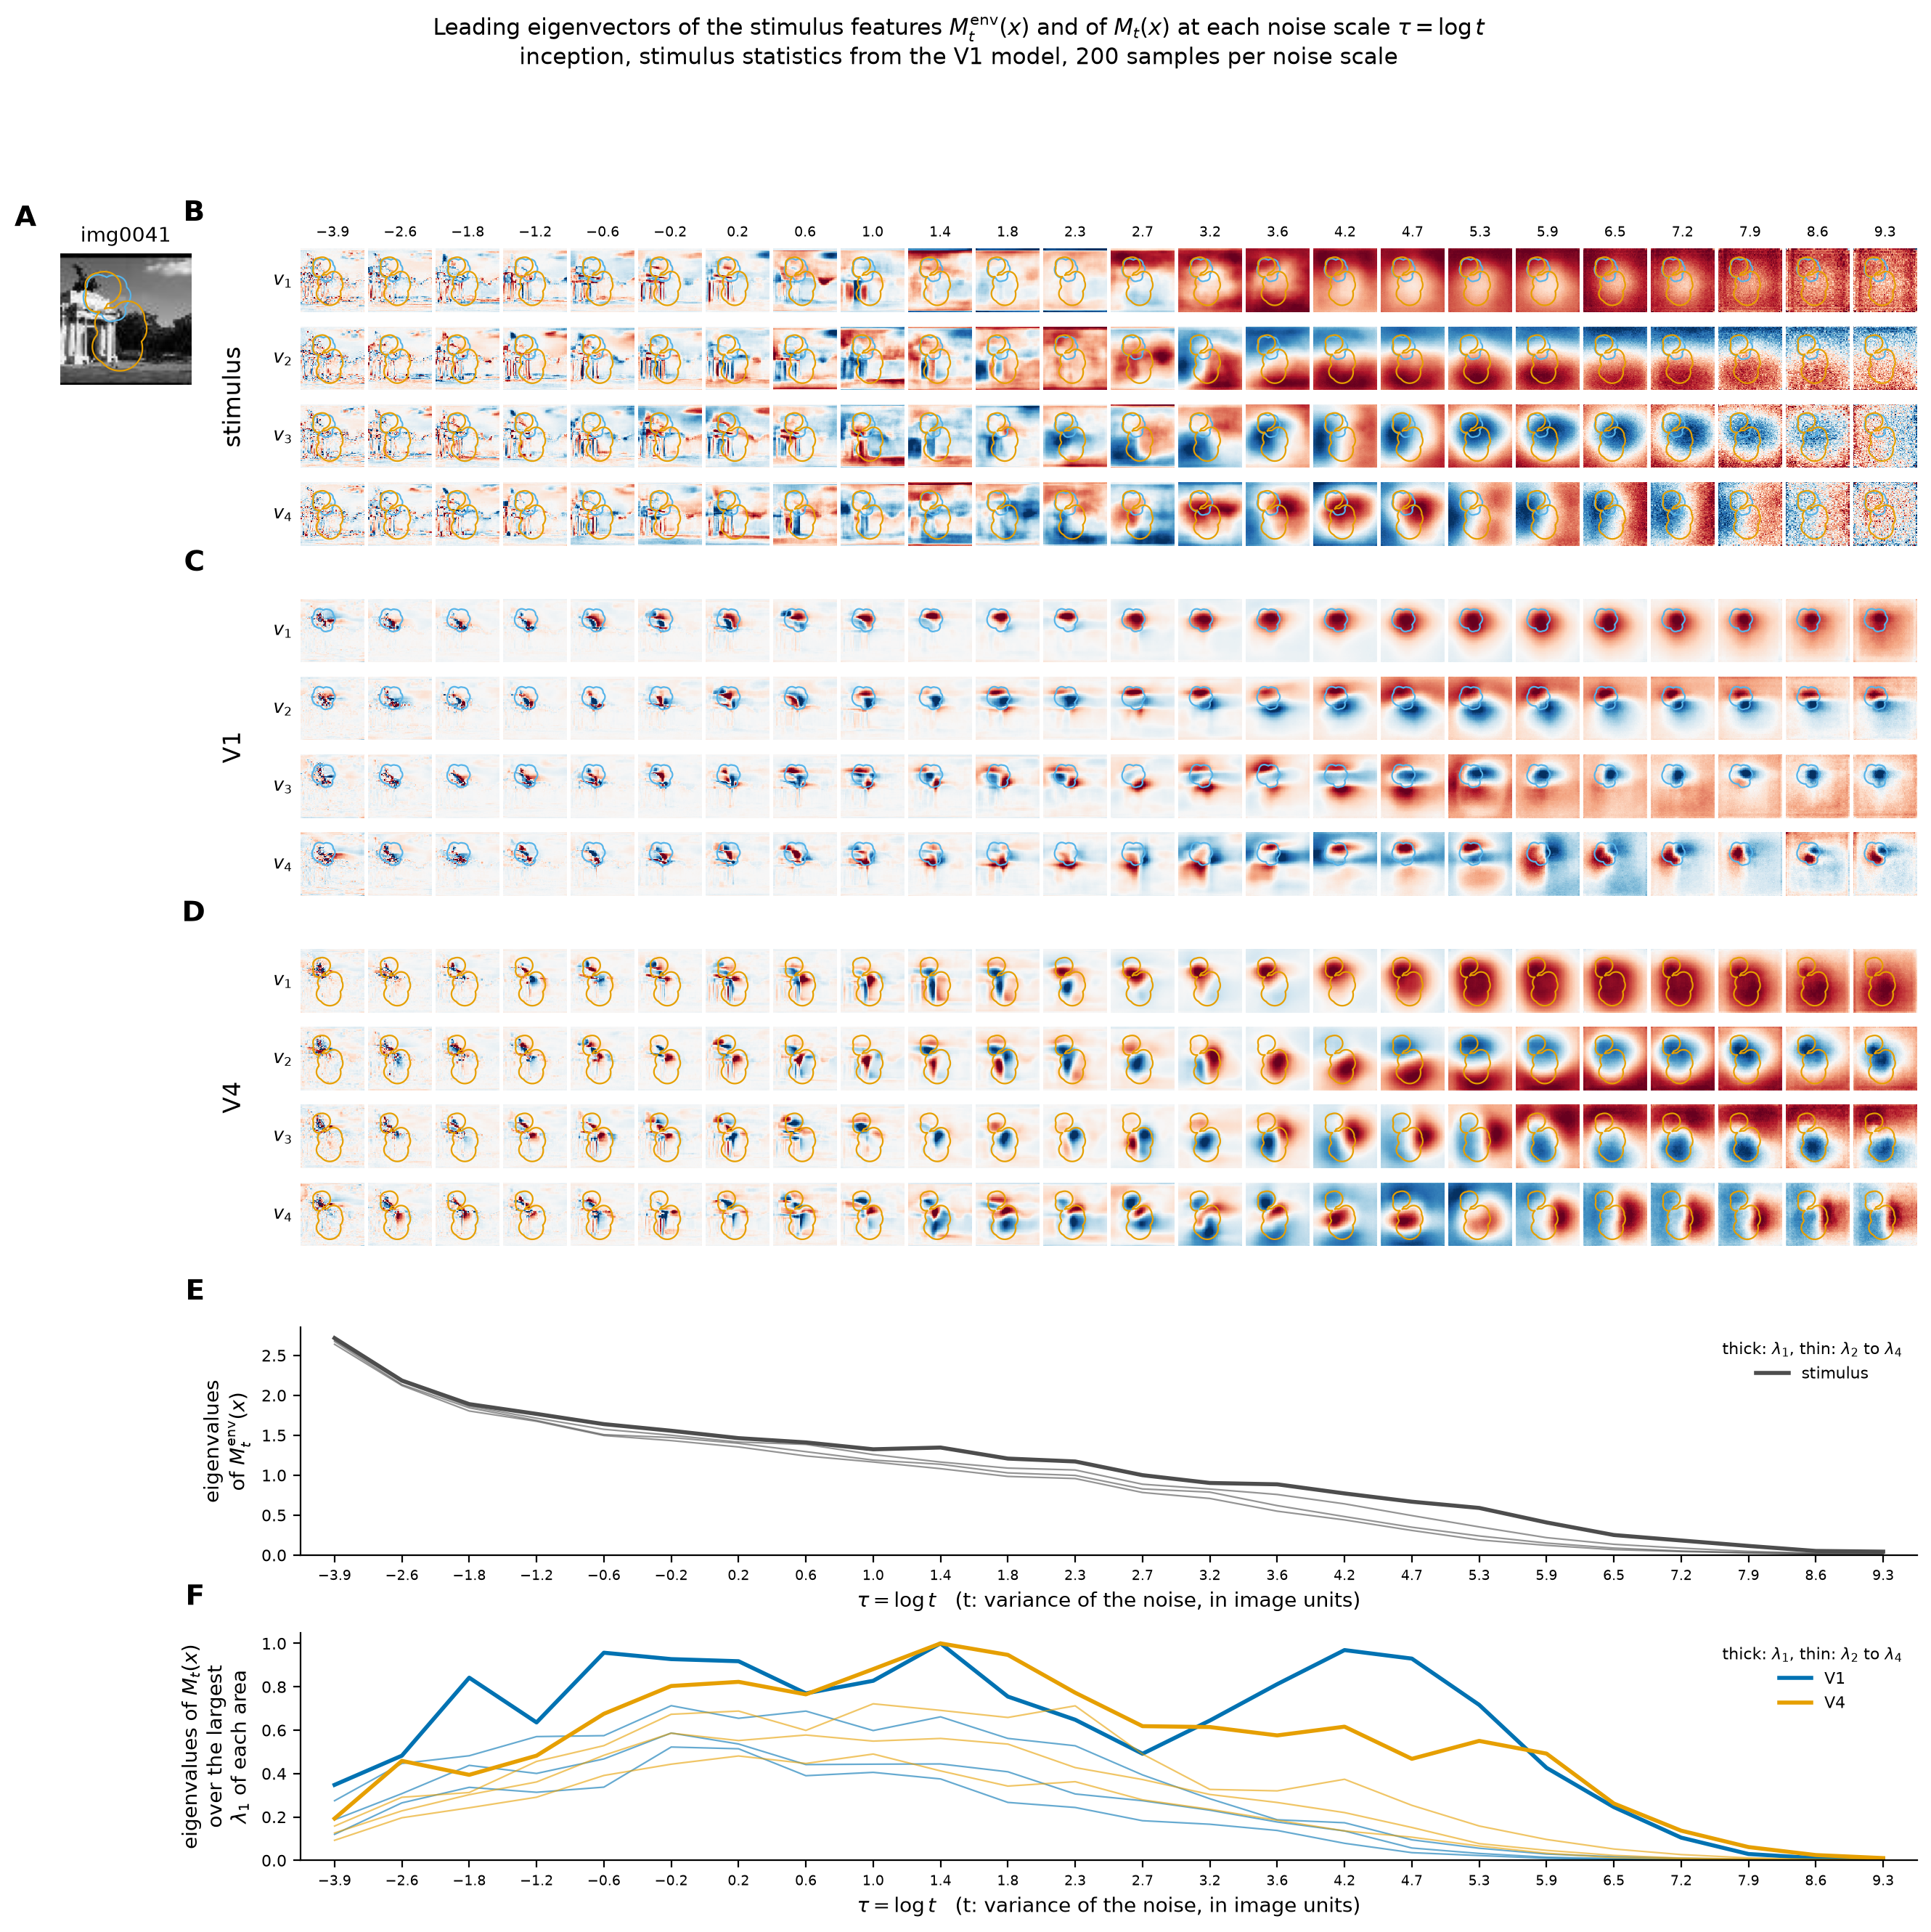 Leading eigenvectors of the stimulus features $M_t^{\mathrm{env}}(x)$ and of $M_t(x)$ at each noise scale $\tau = \log t$
inception, stimulus statistics from the V1 model, 200 samples per noise scale
A
img0041
B
−3.9 −2.6 −1.8 −1.2 −0.6 −0.2 0.2 0.6 1.0 1.4 1.8 2.3 2.7 3.2 3.6 4.2 4.7 5.3 5.9 6.5 7.2 7.9 8.6 9.3
stimulus
$v_1$
$v_2$
$v_3$
$v_4$
C
V1
$v_1$
$v_2$
$v_3$
$v_4$
D
V4
$v_1$
$v_2$
$v_3$
$v_4$
E
eigenvalues
of $M_t^{\mathrm{env}}(x)$
2.5
2.0
1.5
1.0
0.5
0.0
thick: $\lambda_1$, thin: $\lambda_2$ to $\lambda_4$
stimulus
−3.9 −2.6 −1.8 −1.2 −0.6 −0.2 0.2 0.6 1.0 1.4 1.8 2.3 2.7 3.2 3.6 4.2 4.7 5.3 5.9 6.5 7.2 7.9 8.6 9.3
$\tau = \log t$ (t: variance of the noise, in image units)
F
eigenvalues of $M_t(x)$
over the largest
$\lambda_1$ of each area
1.0
0.8
0.6
0.4
0.2
0.0
thick: $\lambda_1$, thin: $\lambda_2$ to $\lambda_4$
V1
V4
−3.9 −2.6 −1.8 −1.2 −0.6 −0.2 0.2 0.6 1.0 1.4 1.8 2.3 2.7 3.2 3.6 4.2 4.7 5.3 5.9 6.5 7.2 7.9 8.6 9.3
$\tau = \log t$ (t: variance of the noise, in image units)